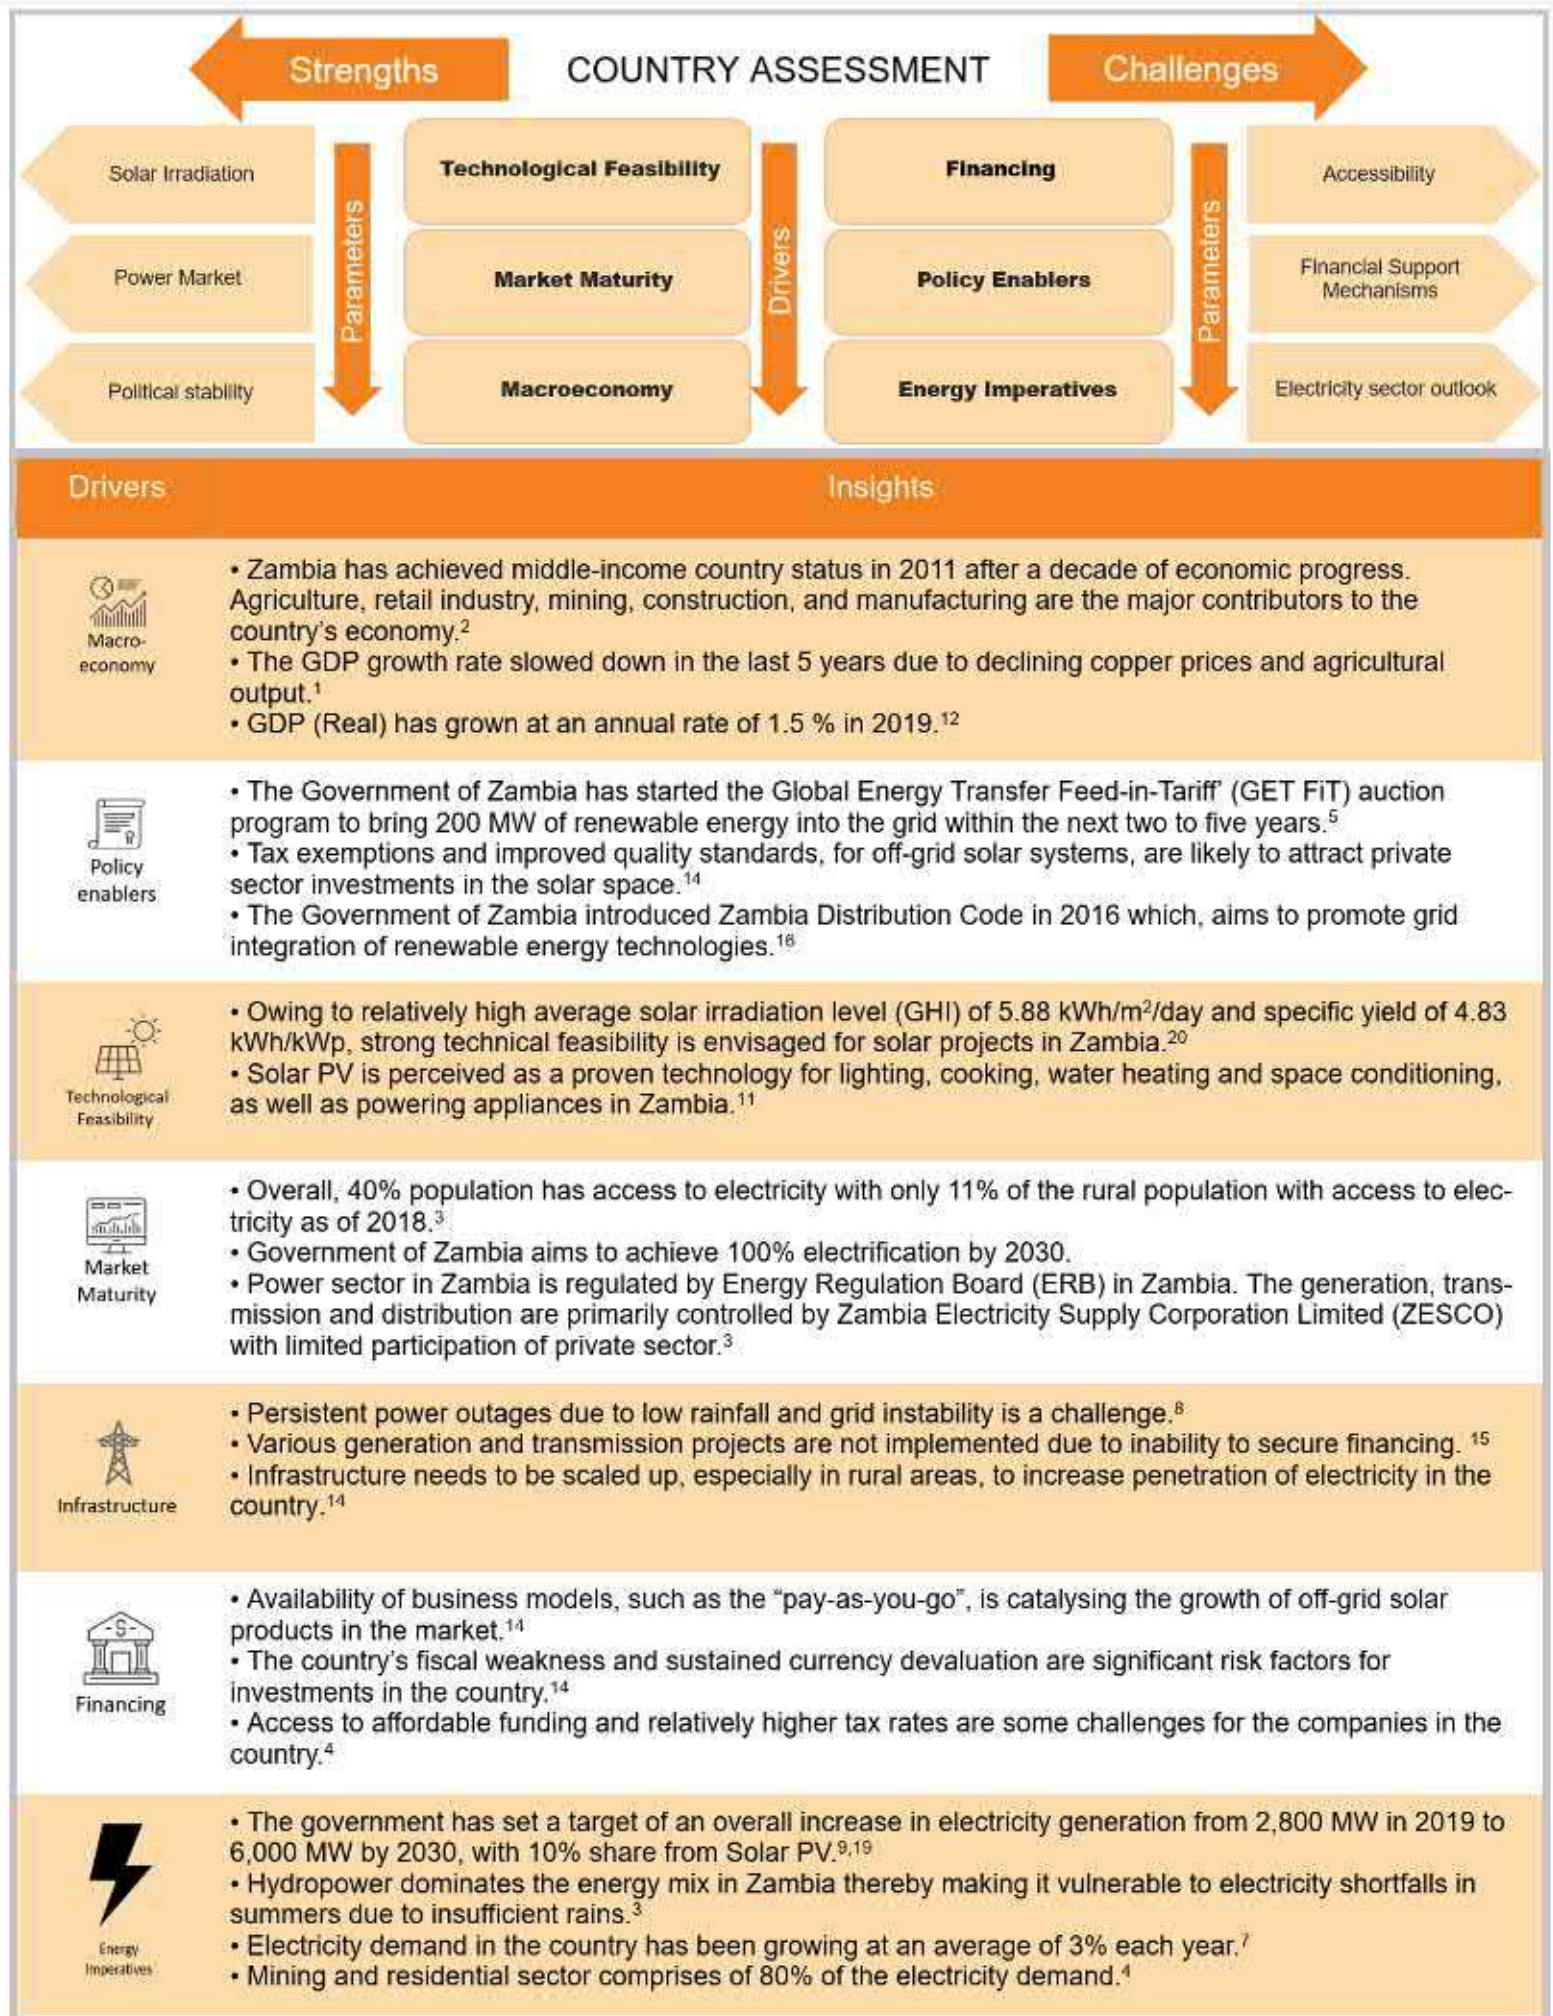 Strengths
COUNTRY ASSESSMENT
Challenges
Solar Irradiation
Parameters
Technological Feasibility
Drivers
Financing
Parameters
Accessibility
Power Market
Market Maturity
Policy Enablers
Financial Support
Mechanisms
Political stability
Macroeconomy
Energy Imperatives
Electricity sector outlook
Drivers
Insights
Macro-
economy
• Zambia has achieved middle-income country status in 2011 after a decade of economic progress.
Agriculture, retail industry, mining, construction, and manufacturing are the major contributors to the
country's economy.²
• The GDP growth rate slowed down in the last 5 years due to declining copper prices and agricultural
output.¹
• GDP (Real) has grown at an annual rate of 1.5 % in 2019.¹²
Policy
enablers
• The Government of Zambia has started the Global Energy Transfer Feed-in-Tariff' (GET FiT) auction
program to bring 200 MW of renewable energy into the grid within the next two to five years.⁵
• Tax exemptions and improved quality standards, for off-grid solar systems, are likely to attract private
sector investments in the solar space.¹⁴
• The Government of Zambia introduced Zambia Distribution Code in 2016 which, aims to promote grid
integration of renewable energy technologies.¹⁶
Technological
Feasibility
• Owing to relatively high average solar irradiation level (GHI) of 5.88 kWh/m²/day and specific yield of 4.83
kWh/kWp, strong technical feasibility is envisaged for solar projects in Zambia.²⁰
• Solar PV is perceived as a proven technology for lighting, cooking, water heating and space conditioning,
as well as powering appliances in Zambia.¹¹
Market
Maturity
• Overall, 40% population has access to electricity with only 11% of the rural population with access to elec-
tricity as of 2018.³
• Government of Zambia aims to achieve 100% electrification by 2030.
• Power sector in Zambia is regulated by Energy Regulation Board (ERB) in Zambia. The generation, trans-
mission and distribution are primarily controlled by Zambia Electricity Supply Corporation Limited (ZESCO)
with limited participation of private sector.³
Infrastructure
• Persistent power outages due to low rainfall and grid instability is a challenge.⁸
• Various generation and transmission projects are not implemented due to inability to secure financing. ¹⁵
• Infrastructure needs to be scaled up, especially in rural areas, to increase penetration of electricity in the
country.¹⁴
-S-
Financing
• Availability of business models, such as the “pay-as-you-go”, is catalysing the growth of off-grid solar
products in the market.¹⁴
• The country's fiscal weakness and sustained currency devaluation are significant risk factors for
investments in the country.¹⁴
• Access to affordable funding and relatively higher tax rates are some challenges for the companies in the
country.⁴
Energy
Imperatives
• The government has set a target of an overall increase in electricity generation from 2,800 MW in 2019 to
6,000 MW by 2030, with 10% share from Solar PV.⁹,¹⁹
• Hydropower dominates the energy mix in Zambia thereby making it vulnerable to electricity shortfalls in
summers due to insufficient rains.³
• Electricity demand in the country has been growing at an average of 3% each year.⁷
• Mining and residential sector comprises of 80% of the electricity demand.⁴